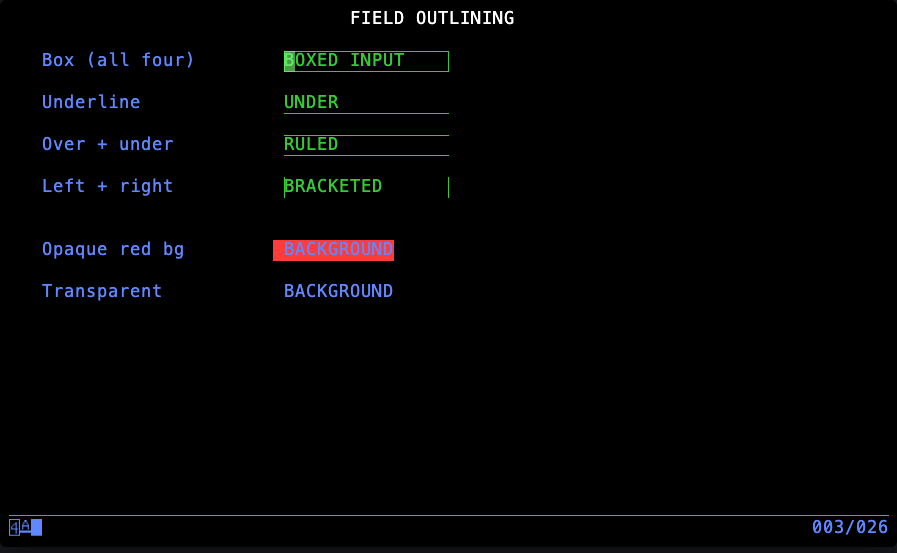 FIELD OUTLINING
Box (all four) BOXED INPUT
Underline UNDER
Over + under RULED
Left + right BRACKETED
Opaque red bg BACKGROUND
Transparent BACKGROUND
4A 003/026